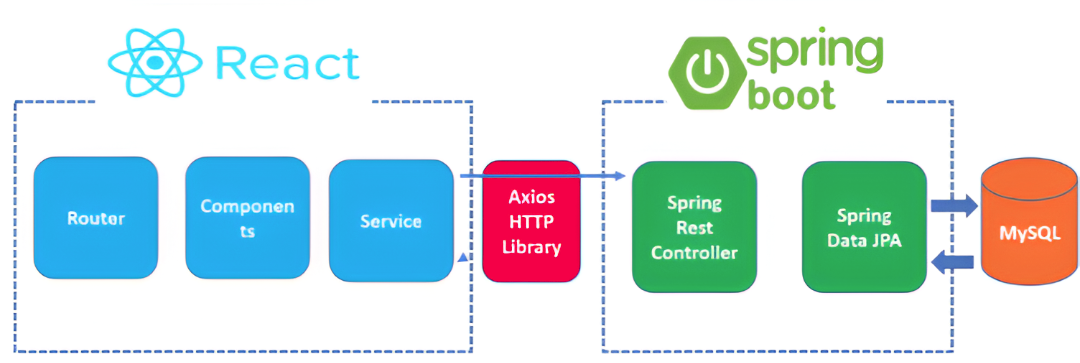 React
spring
boot
Router
Componen
ts
Service
Axios
HTTP
Library
Spring
Rest
Controller
Spring
Data JPA
MySQL